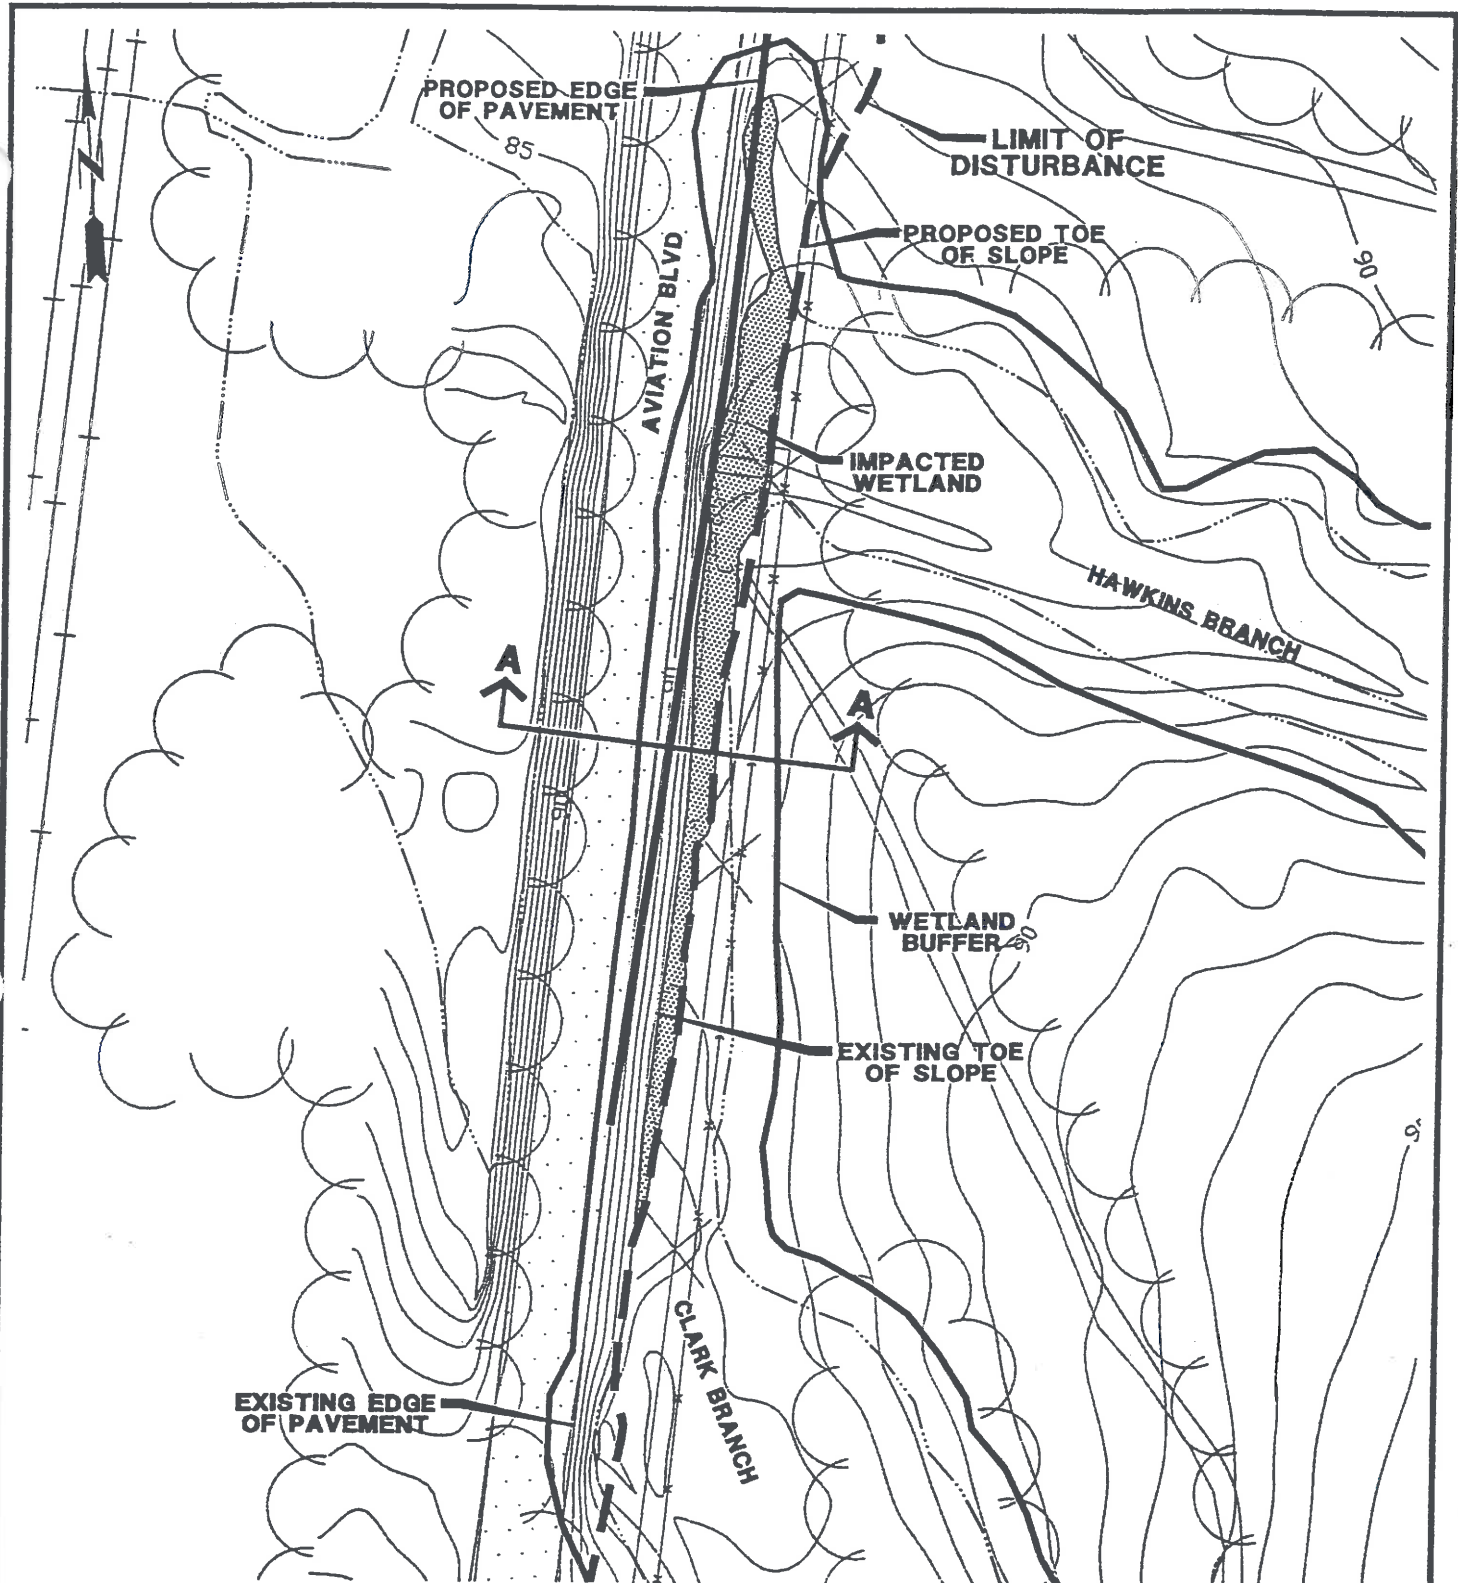 PROPOSED EDGE
OF PAVEMENT
85
LIMIT OF
DISTURBANCE
PROPOSED TOE
OF SLOPE
90
AVIATION BLVD
IMPACTED
WETLAND
HAWKINS BRANCH
A
A
90
WETLAND
BUFFER
90
EXISTING TOE
OF SLOPE
CLARK BRANCH
EXISTING EDGE
OF PAVEMENT